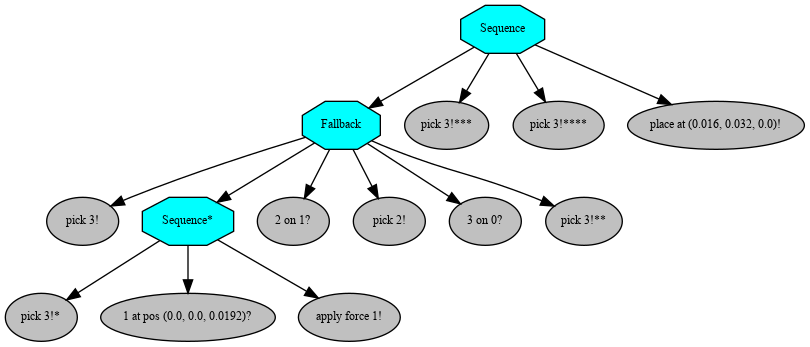 Sequence
Fallback
pick 3!***
pick 3!****
place at (0.016, 0.032, 0.0)!
pick 3!
Sequence*
2 on 1?
pick 2!
3 on 0?
pick 3!**
pick 3!*
1 at pos (0.0, 0.0, 0.0192)?
apply force 1!